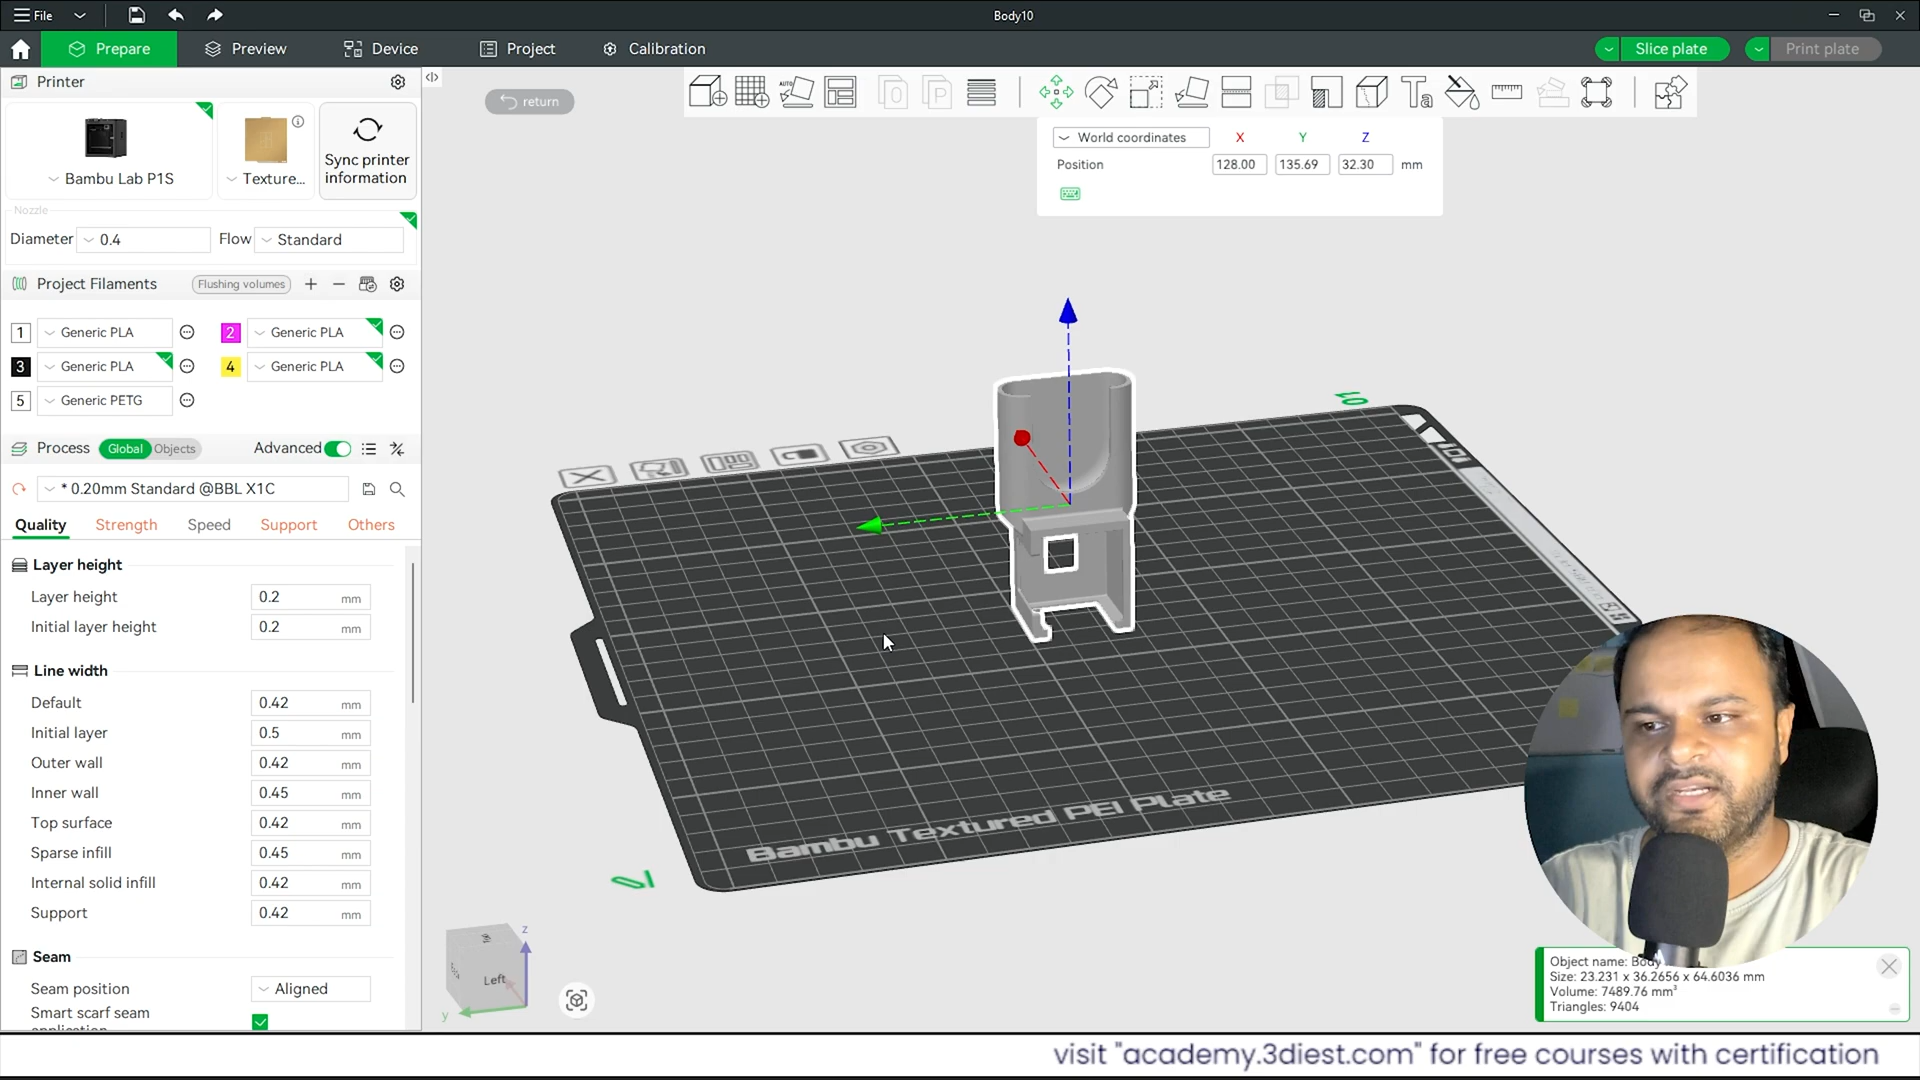 File
Body10
Prepare
Preview
Device
Project
Calibration
Slice plate
Print plate
Printer
return
World coordinates X Y Z
Position 128.00 135.69 32.30 mm
Bambu Lab P1S
Texture...
Sync printer
information
Nozzle
Diameter 0.4
Flow Standard
Project Filaments
Flushing volumes
1 Generic PLA
2 Generic PLA
3 Generic PLA
4 Generic PLA
5 Generic PETG
Process Global Objects
Advanced
* 0.20mm Standard @BBL X1C
Quality Strength Speed Support Others
Layer height
Layer height 0.2 mm
Initial layer height 0.2 mm
Line width
Default 0.42 mm
Initial layer 0.5 mm
Outer wall 0.42 mm
Inner wall 0.45 mm
Top surface 0.42 mm
Sparse infill 0.45 mm
Internal solid infill 0.42 mm
Support 0.42 mm
Seam
Seam position Aligned
Smart scarf seam
application
01
Bambu Textured PEI Plate
Left
z
y
Object name: Body
Size: 23.231 x 36.2656 x 64.6036 mm
Volume: 7489.76 mm³
Triangles: 9404
visit "academy.3diest.com" for free courses with certification